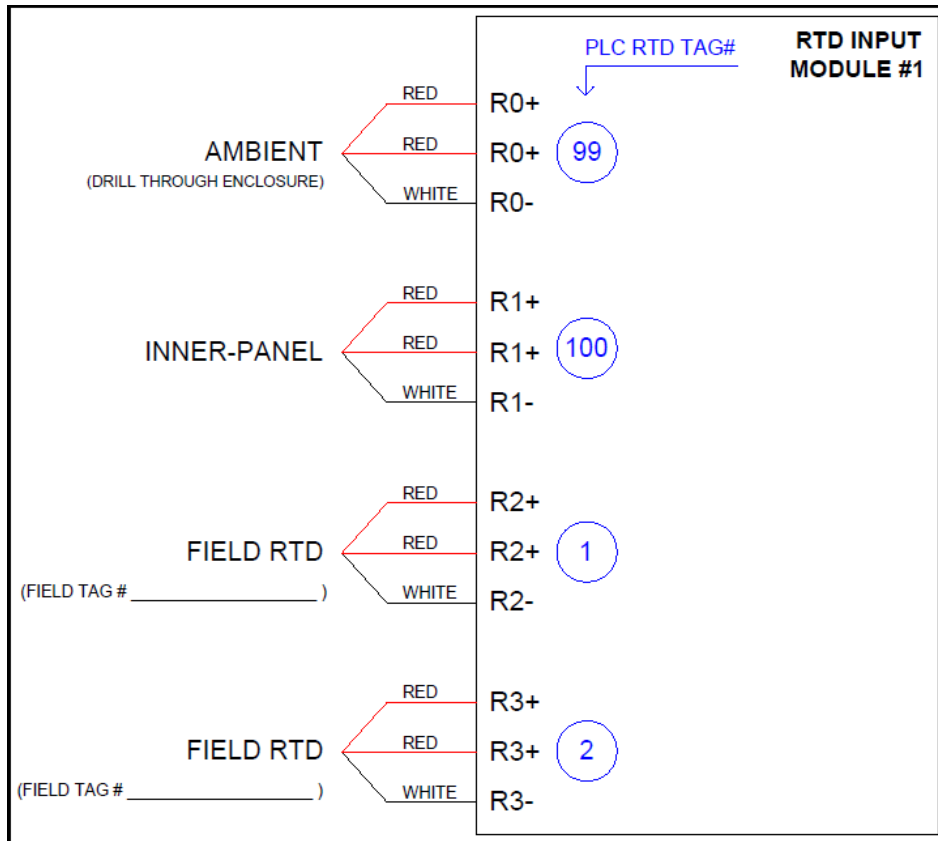 PLC RTD TAG#
RTD INPUT
MODULE #1
RED
R0+
AMBIENT
(DRILL THROUGH ENCLOSURE)
RED
R0+
99
WHITE
R0-
RED
R1+
INNER-PANEL
RED
R1+
100
WHITE
R1-
RED
R2+
FIELD RTD
RED
R2+
1
(FIELD TAG # ____________________ )
WHITE
R2-
RED
R3+
FIELD RTD
RED
R3+
2
(FIELD TAG # ____________________ )
WHITE
R3-